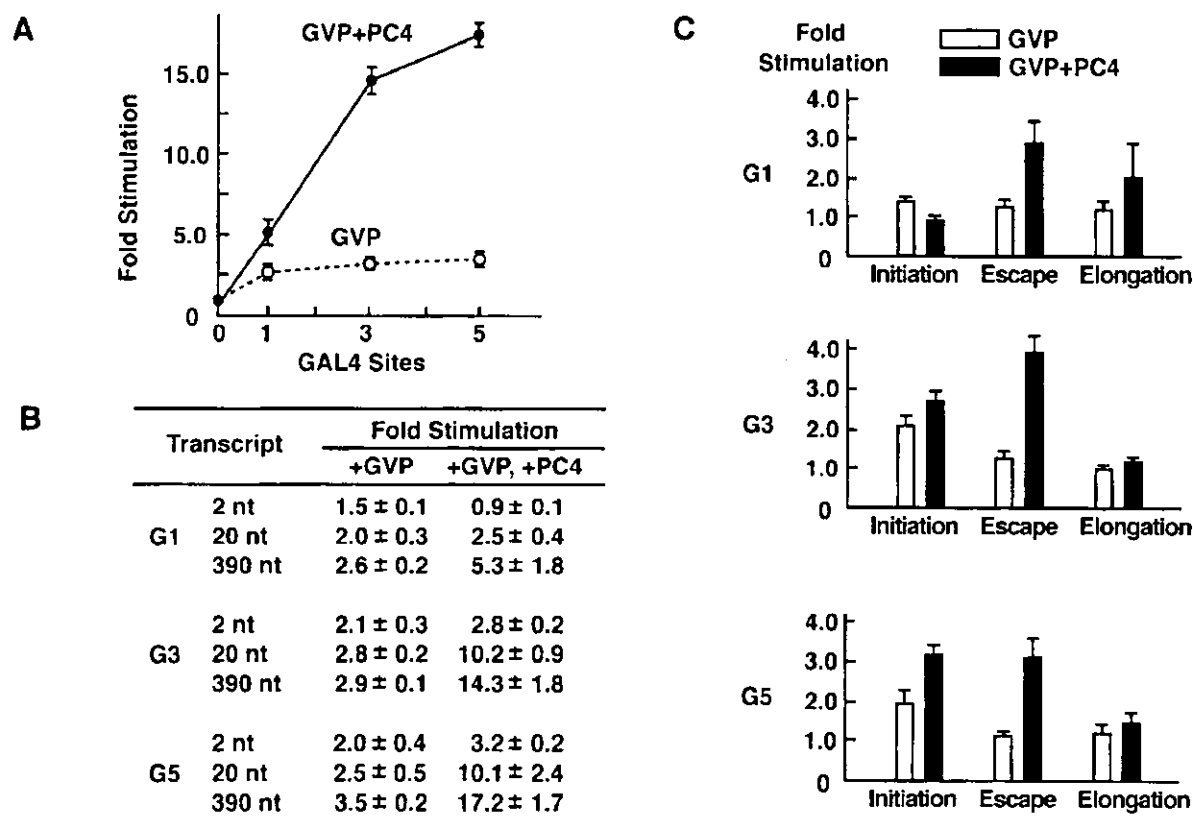 A
GVP+PC4
GVP
Fold Stimulation
15.0
10.0
5.0
0
0 1 3 5
GAL4 Sites
B
Transcript Fold Stimulation
+GVP +GVP, +PC4
2 nt 1.5 ± 0.1 0.9 ± 0.1
G1 20 nt 2.0 ± 0.3 2.5 ± 0.4
390 nt 2.6 ± 0.2 5.3 ± 1.8
2 nt 2.1 ± 0.3 2.8 ± 0.2
G3 20 nt 2.8 ± 0.2 10.2 ± 0.9
390 nt 2.9 ± 0.1 14.3 ± 1.8
2 nt 2.0 ± 0.4 3.2 ± 0.2
G5 20 nt 2.5 ± 0.5 10.1 ± 2.4
390 nt 3.5 ± 0.2 17.2 ± 1.7
C
Fold
Stimulation
GVP
GVP+PC4
G1
4.0
3.0
2.0
1.0
0
Initiation Escape Elongation
G3
4.0
3.0
2.0
1.0
0
Initiation Escape Elongation
G5
4.0
3.0
2.0
1.0
0
Initiation Escape Elongation